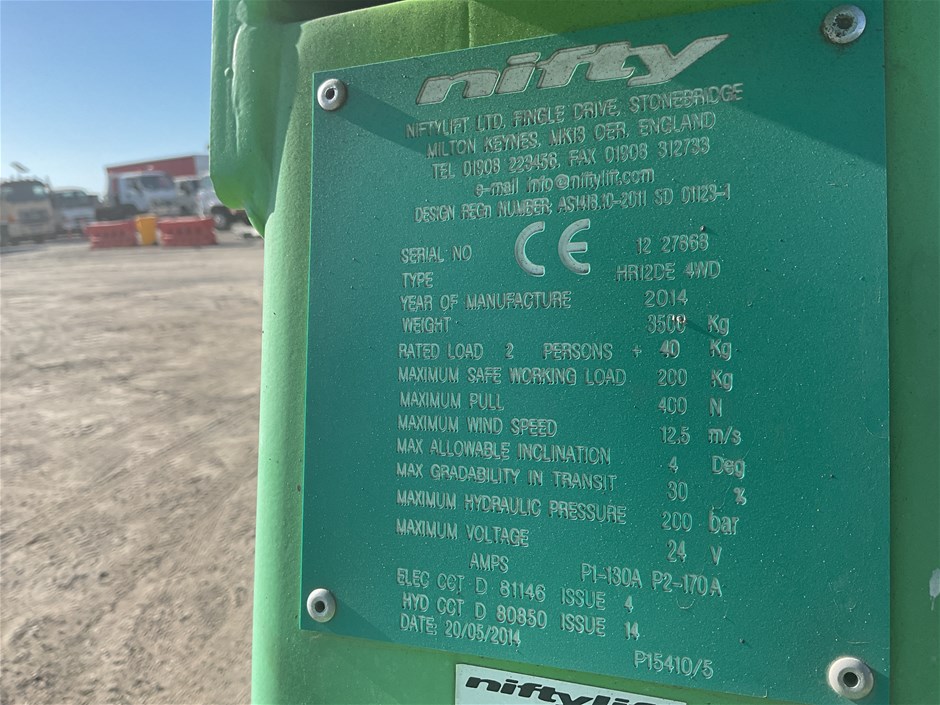 nifty
NIFTYLIFT LTD. FINGLE DRIVE, STONEBRIDGE
MILTON KEYNES, MK13 OER, ENGLAND
TEL 01908 223456, FAX 01908 312733
e-mail info@niftylift.com
DESIGN REGn NUMBER: AS1418.10-2011 SD 01123-1
SERIAL NO CE 12 27668
TYPE HR12DE 4WD
YEAR OF MANUFACTURE 2014
WEIGHT Kg
RATED LOAD 2 PERSONS + 40 Kg
MAXIMUM SAFE WORKING LOAD 200 Kg
MAXIMUM PULL 400 N
MAXIMUM WIND SPEED 12.5 m/s
MAX ALLOWABLE INCLINATION 4 Deg
MAX GRADABILITY IN TRANSIT 30 %
MAXIMUM HYDRAULIC PRESSURE 200 bar
MAXIMUM VOLTAGE 24 V
AMPS P1-130A P2-170A
ELEC CCT D 81146 ISSUE 4
HYD CCT D 80850 ISSUE 14
DATE: 20/05/2014
P15410/5
niftylift